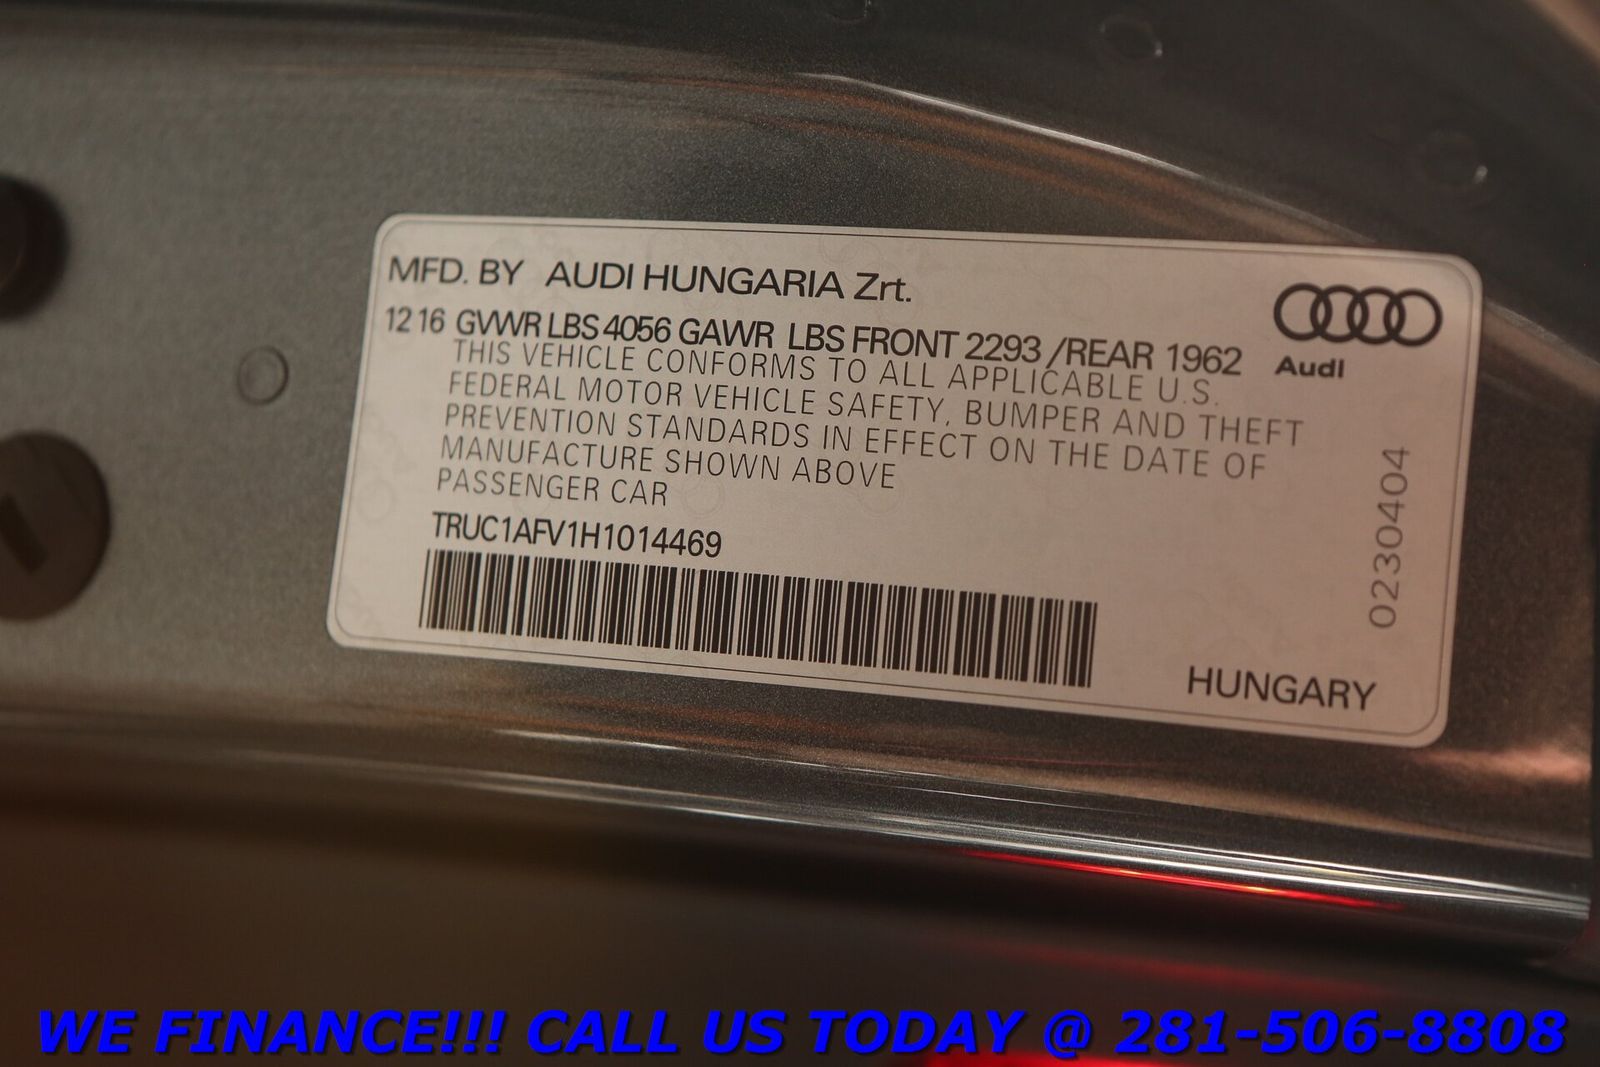 MFD. BY AUDI HUNGARIA Zrt.
12 16 GVWR LBS 4056 GAWR LBS FRONT 2293 /REAR 1962
THIS VEHICLE CONFORMS TO ALL APPLICABLE U.S.
FEDERAL MOTOR VEHICLE SAFETY, BUMPER AND THEFT
PREVENTION STANDARDS IN EFFECT ON THE DATE OF
MANUFACTURE SHOWN ABOVE
PASSENGER CAR
TRUC1AFV1H1014469
Audi
0230404
HUNGARY
WE FINANCE!!! CALL US TODAY @ 281-506-8808